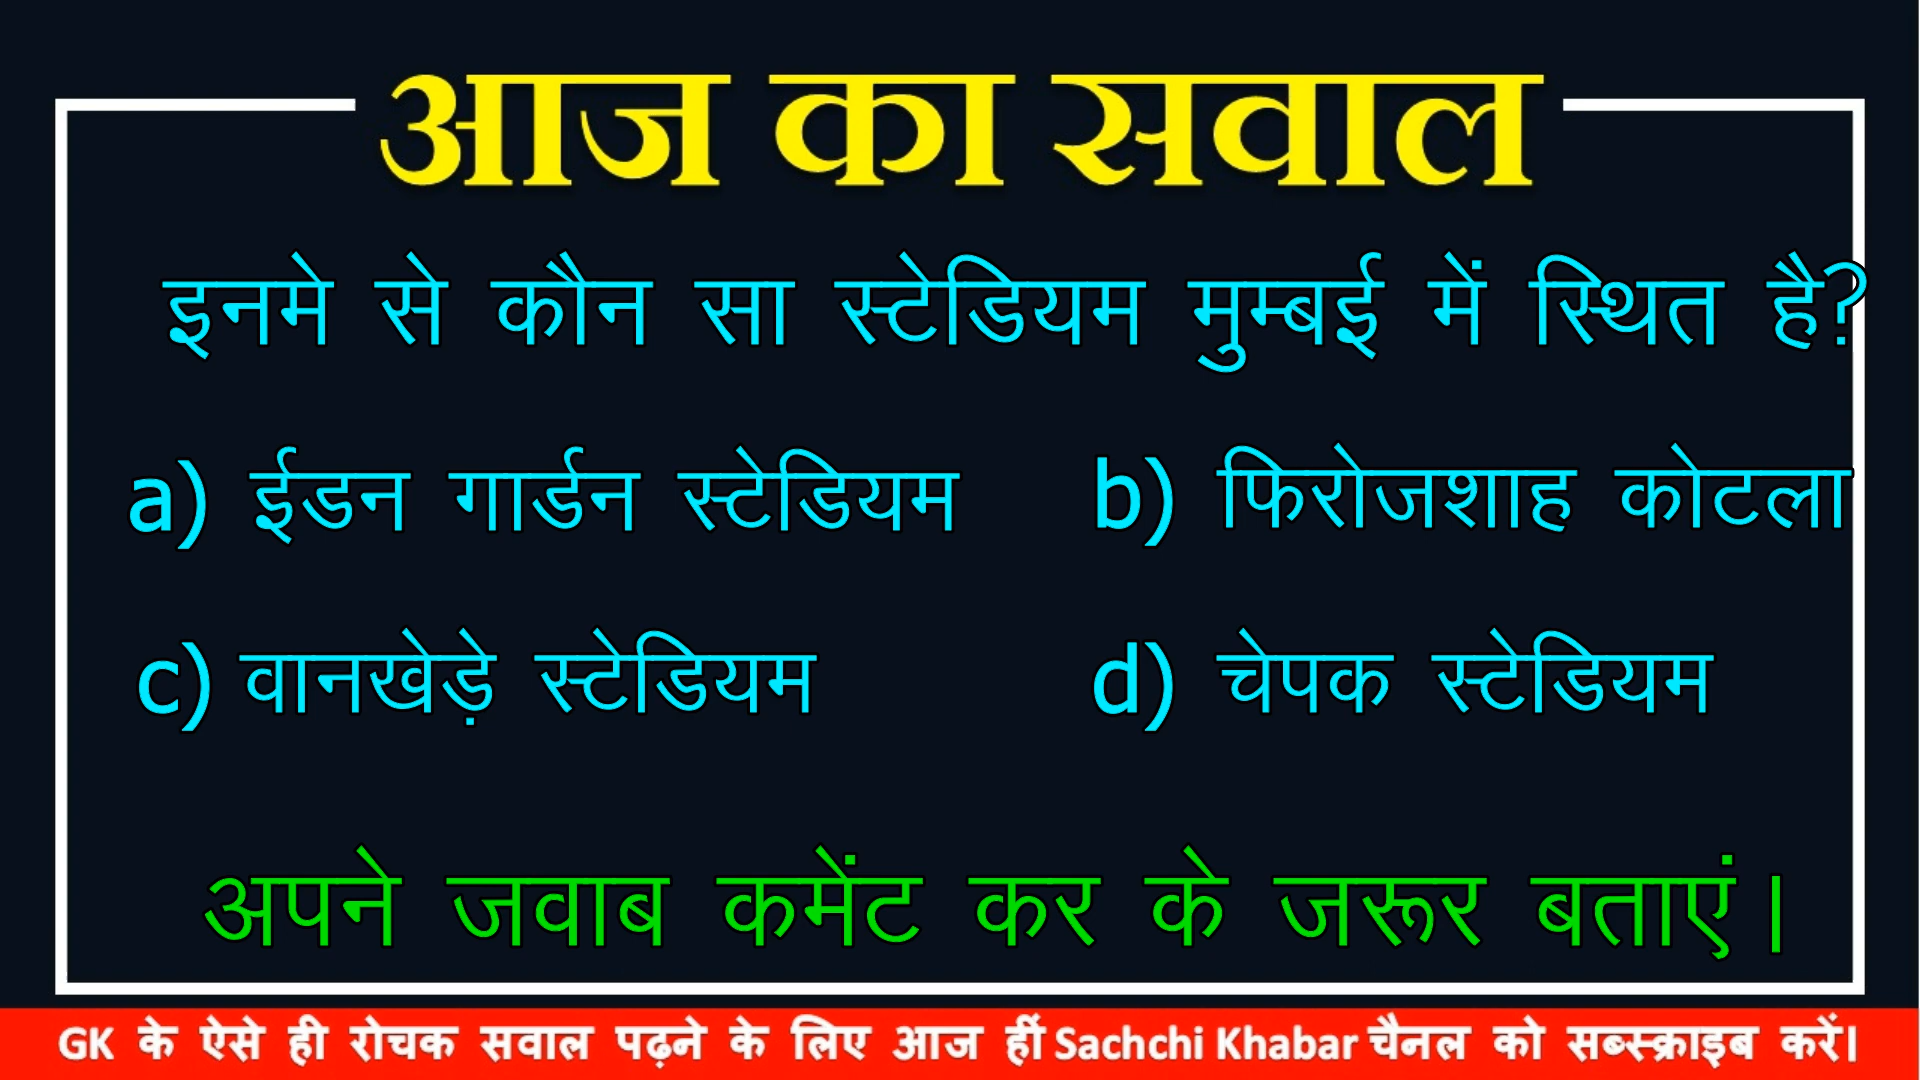 आज का सवाल
इनमे से कौन सा स्टेडियम मुम्बई में स्थित है?
a) ईडन गार्डन स्टेडियम b) फिरोजशाह कोटला
c) वानखेड़े स्टेडियम d) चेपक स्टेडियम
अपने जवाब कमेंट कर के जरूर बताएं।
GK के ऐसे ही रोचक सवाल पढ़ने के लिए आज हीं Sachchi Khabar चैनल को सब्स्क्राइब करें।